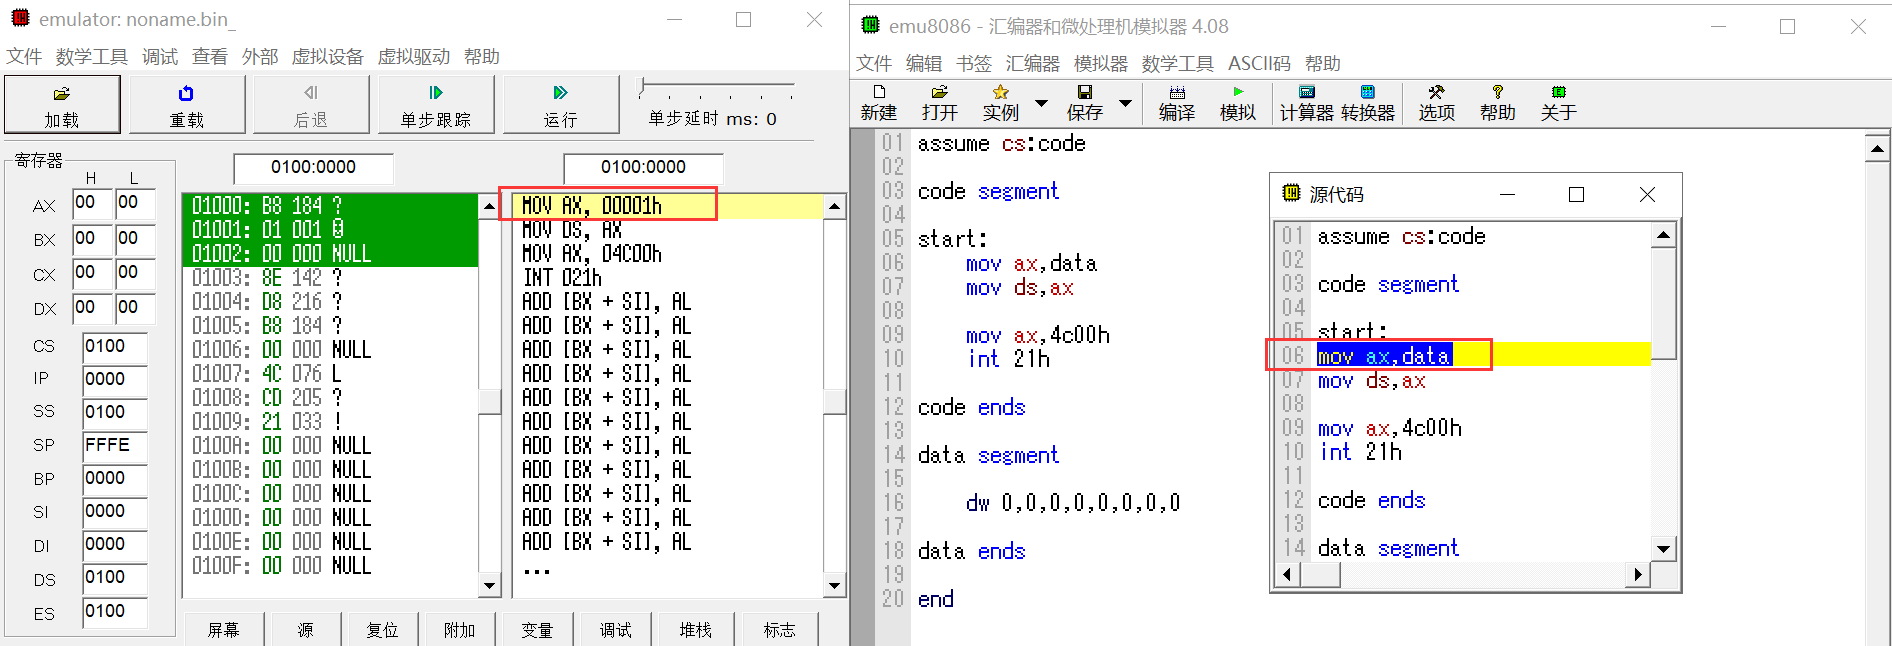 emulator: noname.bin_
文件 数学工具 调试 查看 外部 虚拟设备 虚拟驱动 帮助
加载 重载 后退 单步跟踪 运行 单步延时 ms: 0
寄存器
H L
AX 00 00
BX 00 00
CX 00 00
DX 00 00
CS 0100
IP 0000
SS 0100
SP FFFE
BP 0000
SI 0000
DI 0000
DS 0100
ES 0100
0100:0000
01000: B8 184 ?
01001: 01 001 ☺
01002: 00 000 NULL
01003: 8E 142 ?
01004: D8 216 ?
01005: B8 184 ?
01006: 00 000 NULL
01007: 4C 076 L
01008: CD 205 ?
01009: 21 033 !
0100A: 00 000 NULL
0100B: 00 000 NULL
0100C: 00 000 NULL
0100D: 00 000 NULL
0100E: 00 000 NULL
0100F: 00 000 NULL
0100:0000
MOV AX, 00001h
MOV DS, AX
MOV AX, 04C00h
INT 021h
ADD [BX + SI], AL
ADD [BX + SI], AL
ADD [BX + SI], AL
ADD [BX + SI], AL
ADD [BX + SI], AL
ADD [BX + SI], AL
ADD [BX + SI], AL
ADD [BX + SI], AL
ADD [BX + SI], AL
ADD [BX + SI], AL
ADD [BX + SI], AL
...
屏幕 源 复位 附加 变量 调试 堆栈 标志
emu8086 - 汇编器和微处理机模拟器 4.08
文件 编辑 书签 汇编器 模拟器 数学工具 ASCII码 帮助
新建 打开 实例 保存 编译 模拟 计算器 转换器 选项 帮助 关于
01 assume cs:code
02
03 code segment
04
05 start:
06 mov ax,data
07 mov ds,ax
08
09 mov ax,4c00h
10 int 21h
11
12 code ends
13
14 data segment
15
16 dw 0,0,0,0,0,0,0,0
17
18 data ends
19
20 end
源代码
01 assume cs:code
02
03 code segment
04
05 start:
06 mov ax,data
07 mov ds,ax
08
09 mov ax,4c00h
10 int 21h
11
12 code ends
13
14 data segment